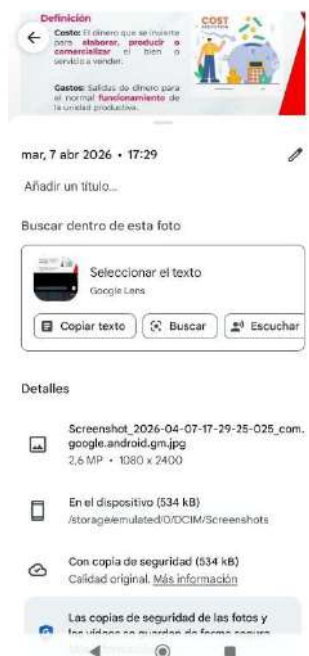 Definición
Costo: El dinero que se invierte
para elaborar, producir o
comercializar el bien o
servicio a vender.
Gastos: Salidas de dinero para
el normal funcionamiento de
la unidad productiva.
COST
mar, 7 abr 2026 • 17:29
Añadir un título...
Buscar dentro de esta foto
Seleccionar el texto
Google Lens
Copiar texto
Buscar
Escuchar
Detalles
Screenshot_2026-04-07-17-29-25-025_com.
google.android.gm.jpg
2,6 MP • 1080 x 2400
En el dispositivo (534 kB)
/storage/emulated/0/DCIM/Screenshots
Con copia de seguridad (534 kB)
Calidad original. Más información
Las copias de seguridad de las fotos y
los vídeos se guardan de forma segura